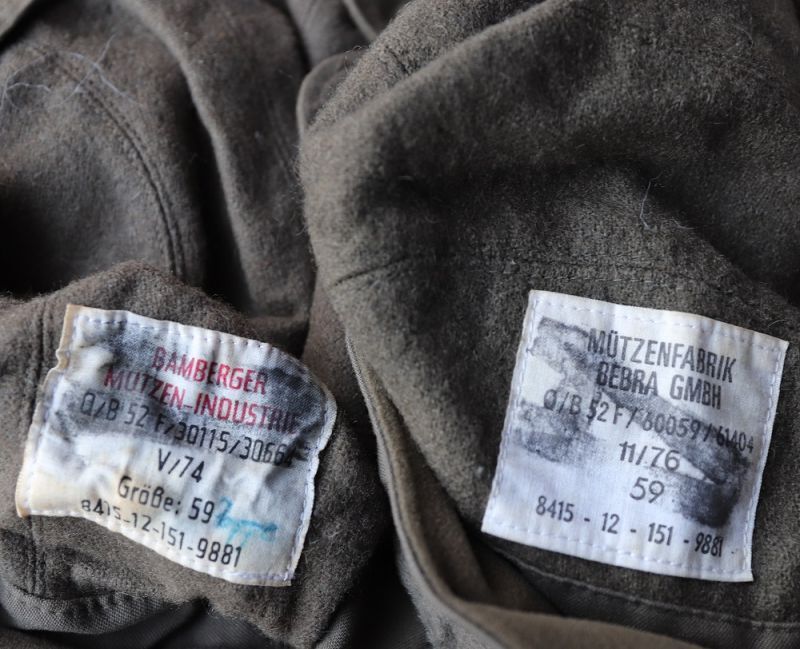 BAMBERGER
MÜTZEN-INDUSTRIE
O/B 52 F/30115/30664
V/74
Größe: 59
8415-12-151-9881
MÜTZENFABRIK
BEBRA GMBH
O/B 52 F/60059/61404
11/76
59
8415 - 12 - 151 - 9881